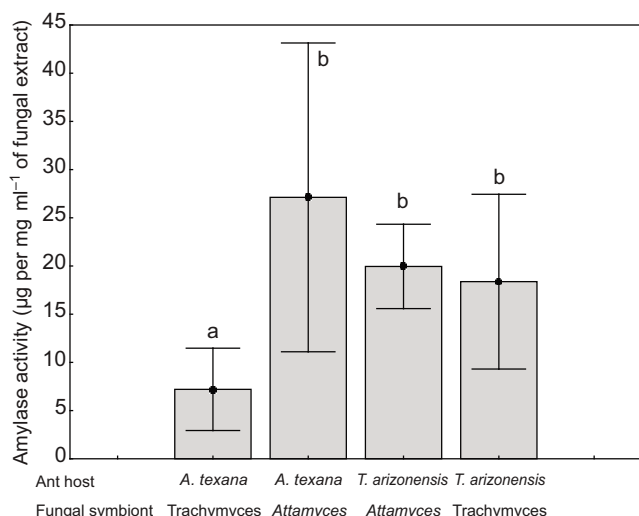 Amylase activity (µg per mg ml⁻¹ of fungal extract)
45
40
35
30
25
20
15
10
5
0
a
b
b
b
Ant host A. texana A. texana T. arizonensis T. arizonensis
Fungal symbiont Trachymyces Attamyces Attamyces Trachymyces